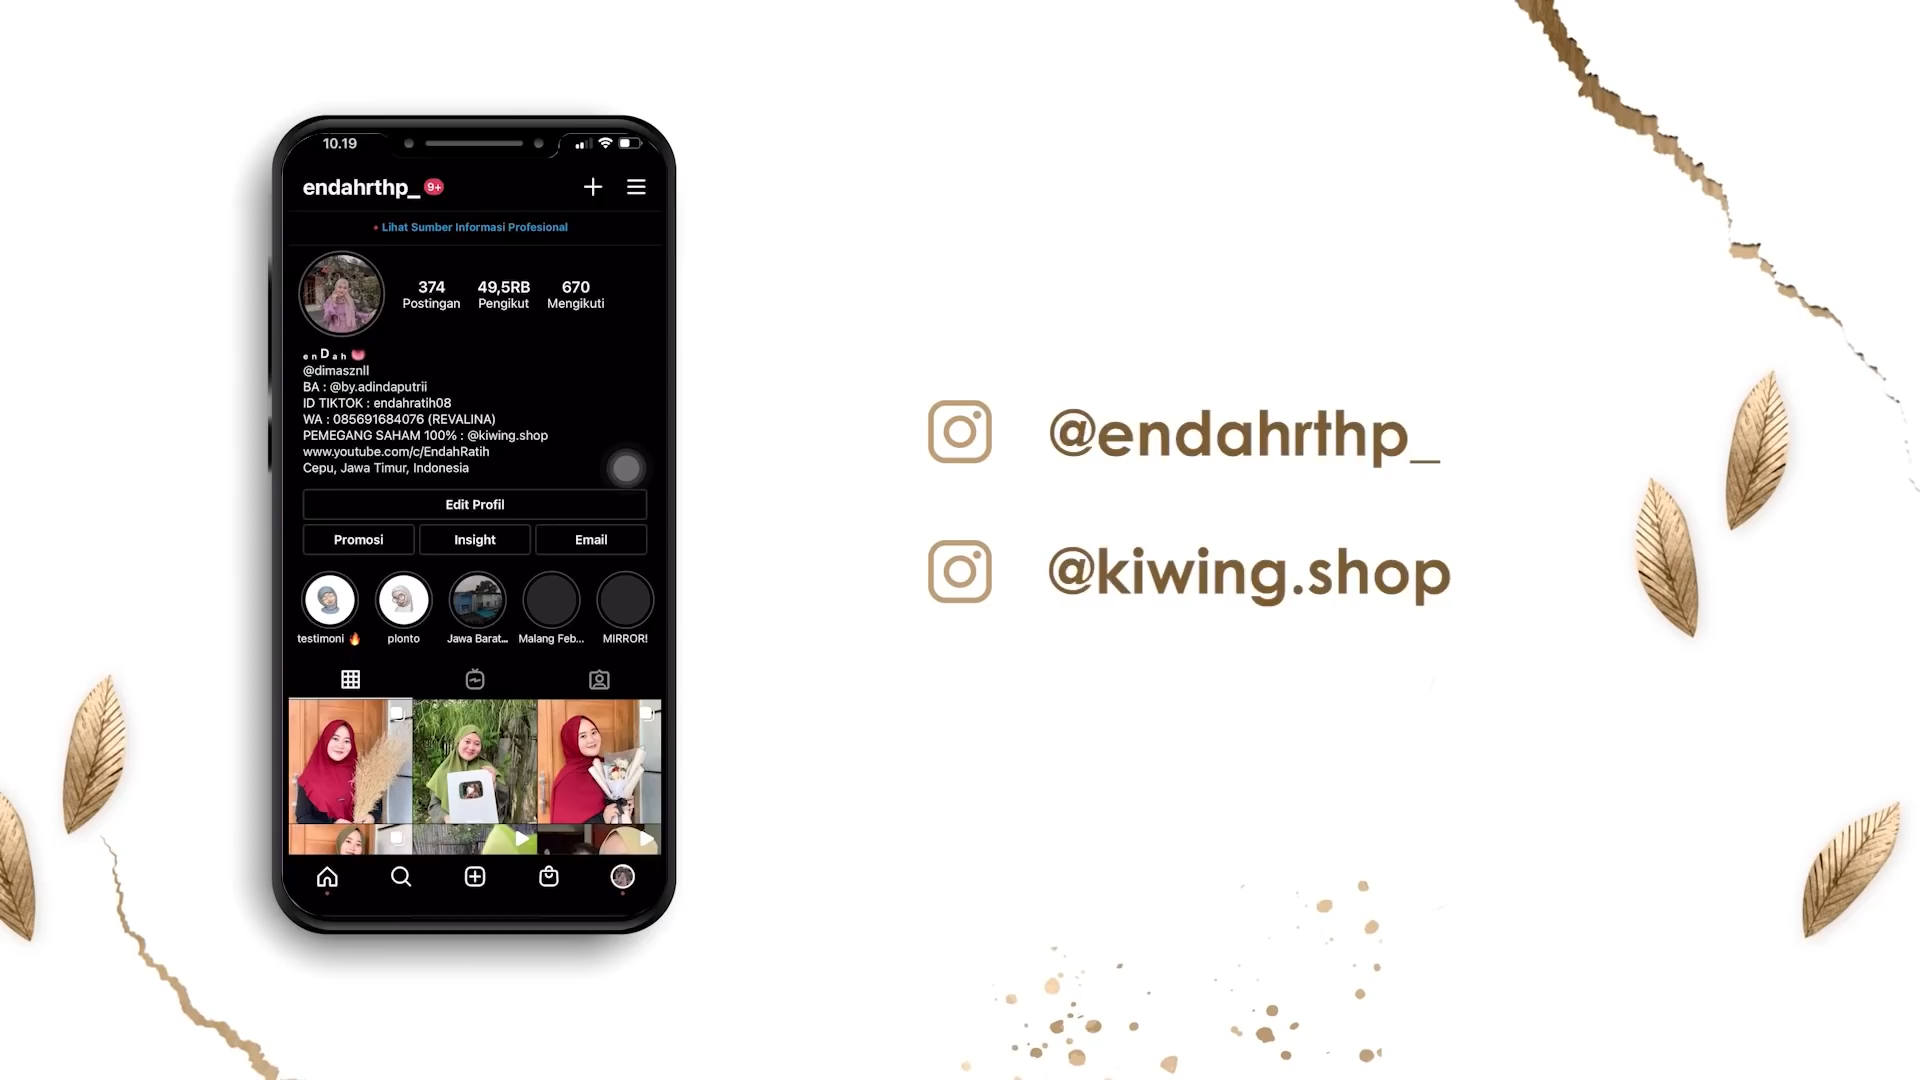 10.19
endahrthp_ 9+
Lihat Sumber Informasi Profesional
374 49,5RB 670
Postingan Pengikut Mengikuti
ₑₙDₐₕ
@dimasznll
BA : @by.adindaputrii
ID TIKTOK : endahratih08
WA : 085691684076 (REVALINA)
PEMEGANG SAHAM 100% : @kiwing.shop
www.youtube.com/c/EndahRatih
Cepu, Jawa Timur, Indonesia
Edit Profil
Promosi Insight Email
testimoni 🔥 plonto Jawa Barat... Malang Feb... MIRROR!
@endahrthp_
@kiwing.shop